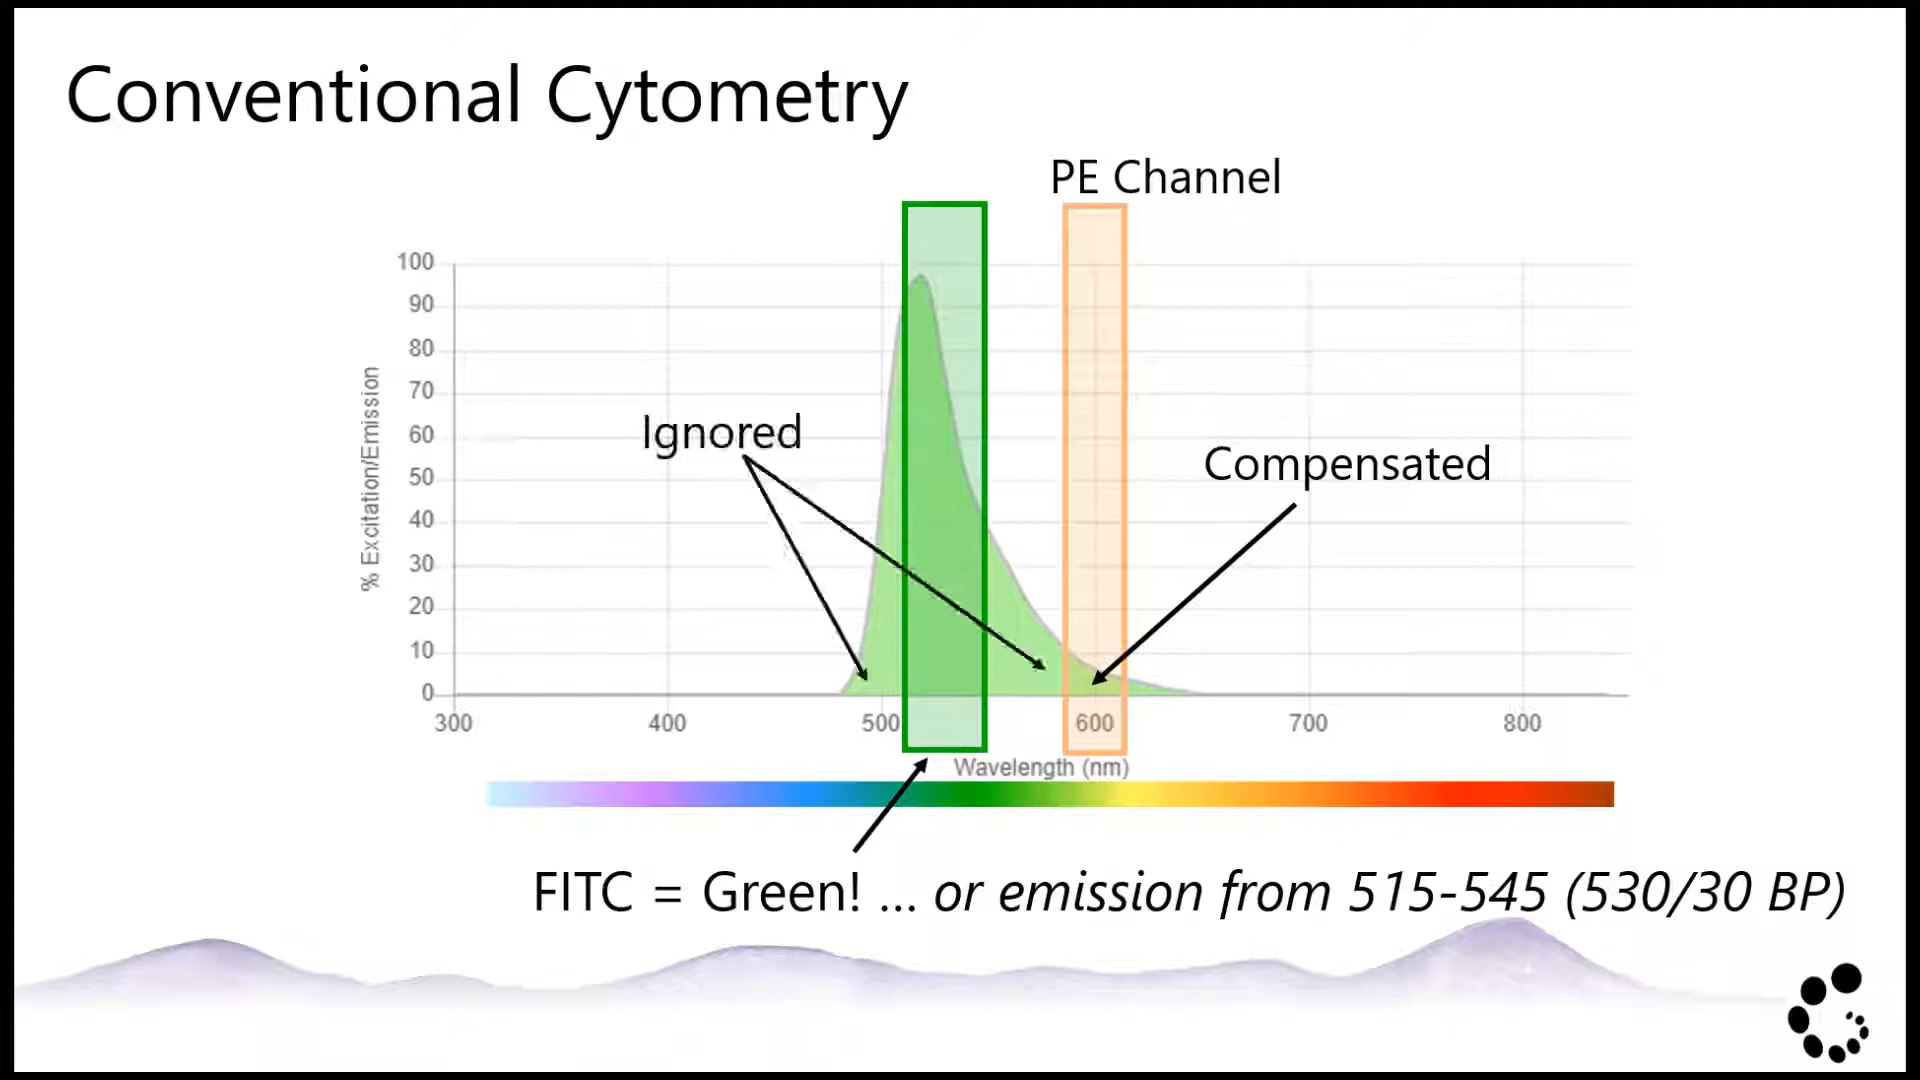 Conventional Cytometry
PE Channel
100
90
80
70
60
50
40
30
20
10
0
% Excitation/Emission
Ignored
Compensated
300 400 500 600 700 800
Wavelength (nm)
FITC = Green! ... or emission from 515-545 (530/30 BP)